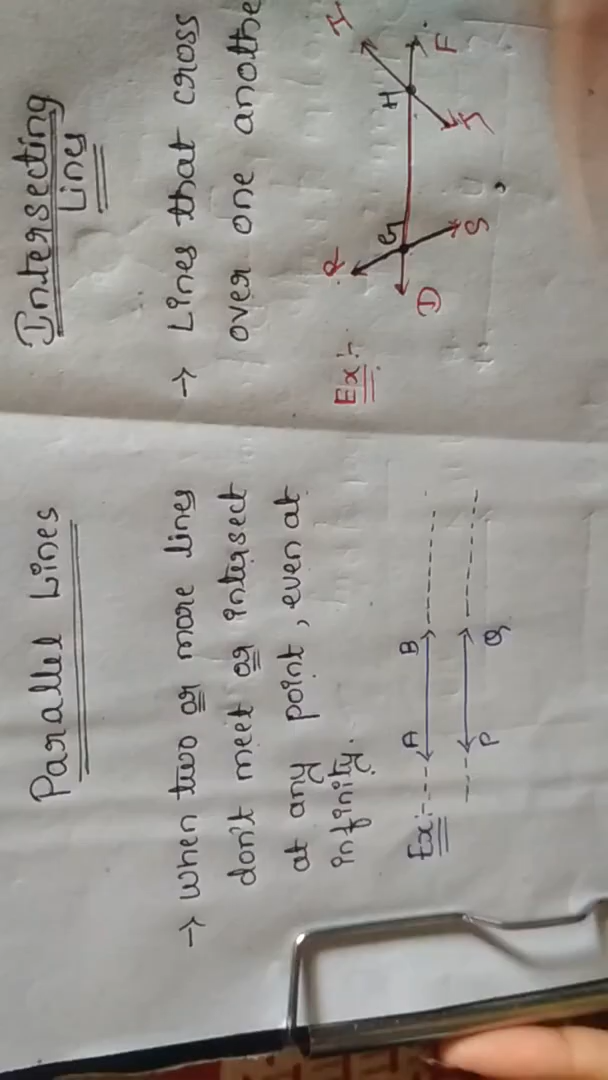 Parallel Lines
→ When two or more lines
don't meet or intersect
at any point, even at
infinity.
Ex:-
A B
P Q
Intersecting
Lines
→ Lines that cross
over one anothe
Ex:-
I F
H
J
R G
S
D